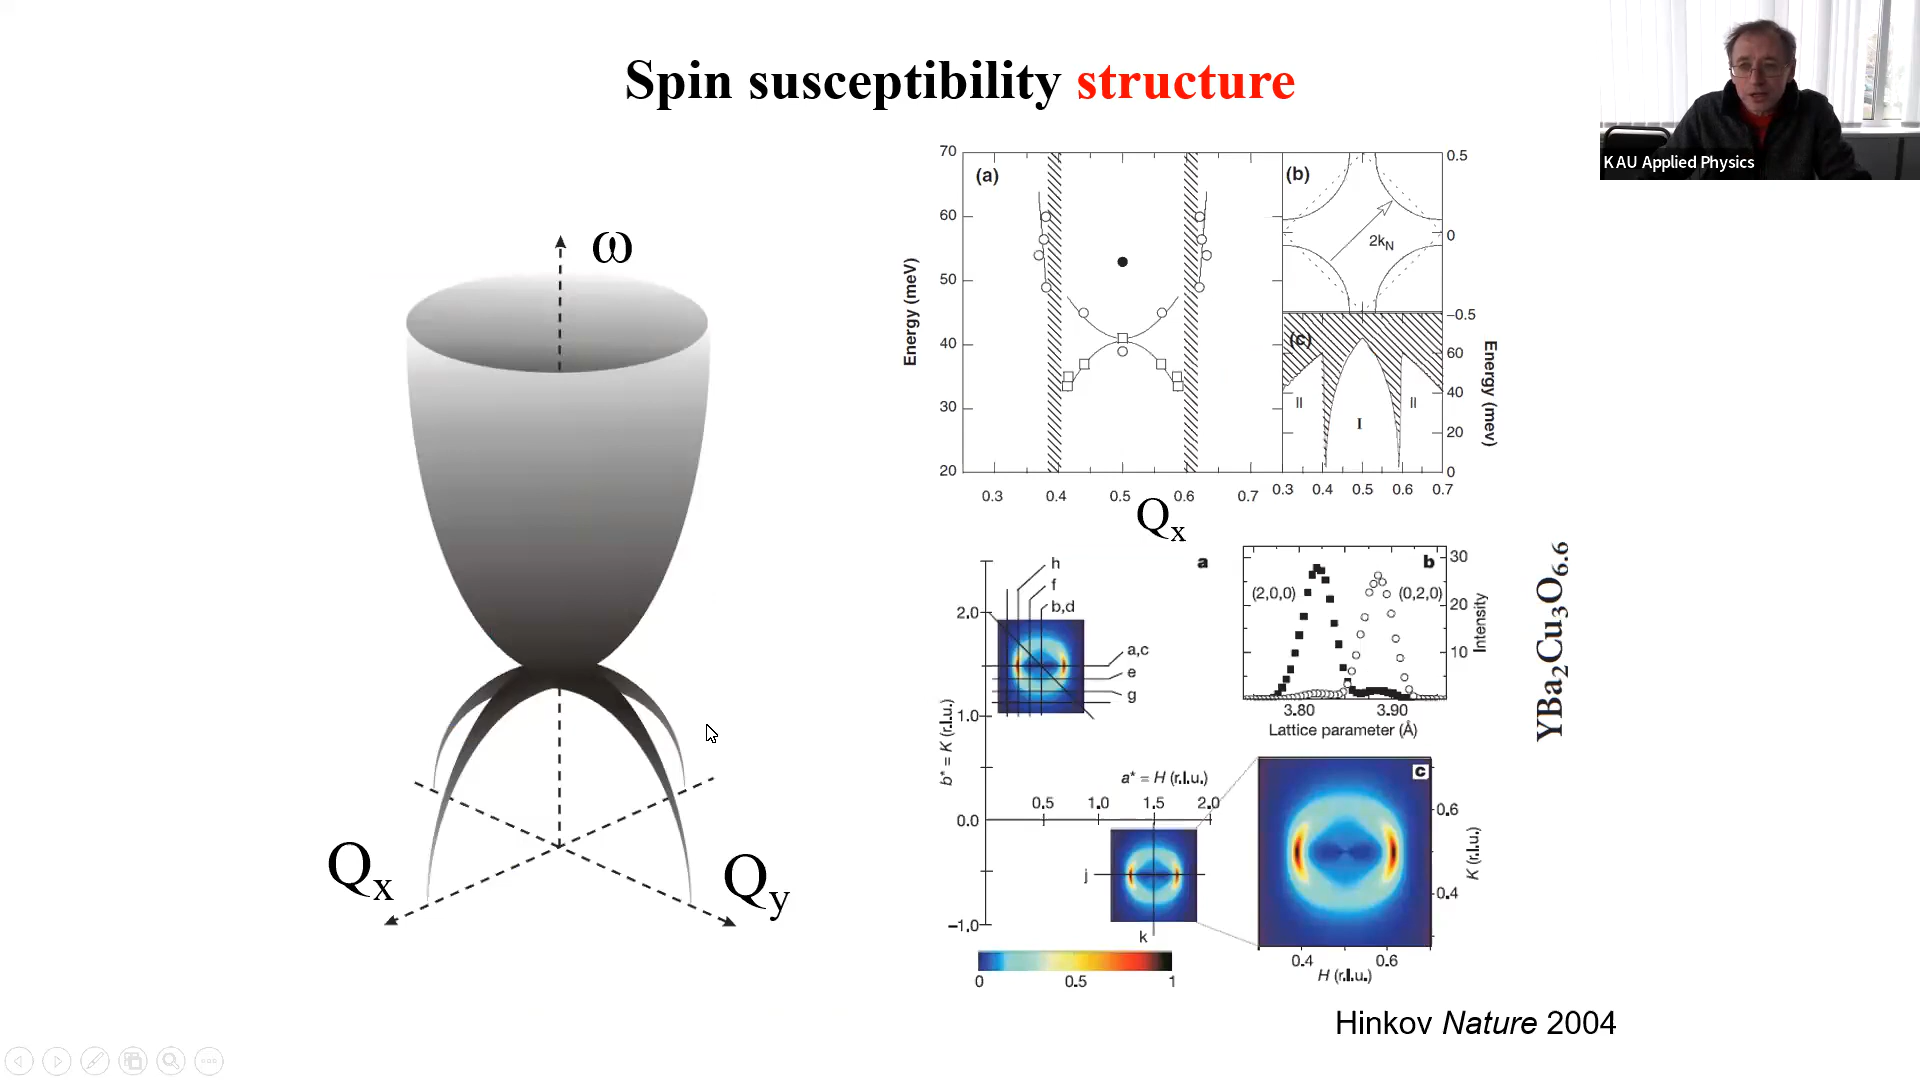 Spin susceptibility structure
KAU Applied Physics
ω
Qx
Qy
(a)
70
60
50
40
30
20
Energy (meV)
0.3 0.4 0.5 0.6 0.7
Qx
(b)
2kN
0.5
0
−0.5
(c)
II
I
II
60
40
20
0
Energy (mev)
0.3 0.4 0.5 0.6 0.7
a
h
f
b,d
a,c
e
g
2.0
1.0
0.0
−1.0
b* = K (r.l.u.)
a* = H (r.l.u.)
0.5 1.0 1.5 2.0
j
k
0 0.5 1
b
(2,0,0)
(0,2,0)
30
20
10
Intensity
3.80 3.90
Lattice parameter (Å)
YBa2Cu3O6.6
c
0.6
0.4
K (r.l.u.)
0.4 0.6
H (r.l.u.)
Hinkov Nature 2004